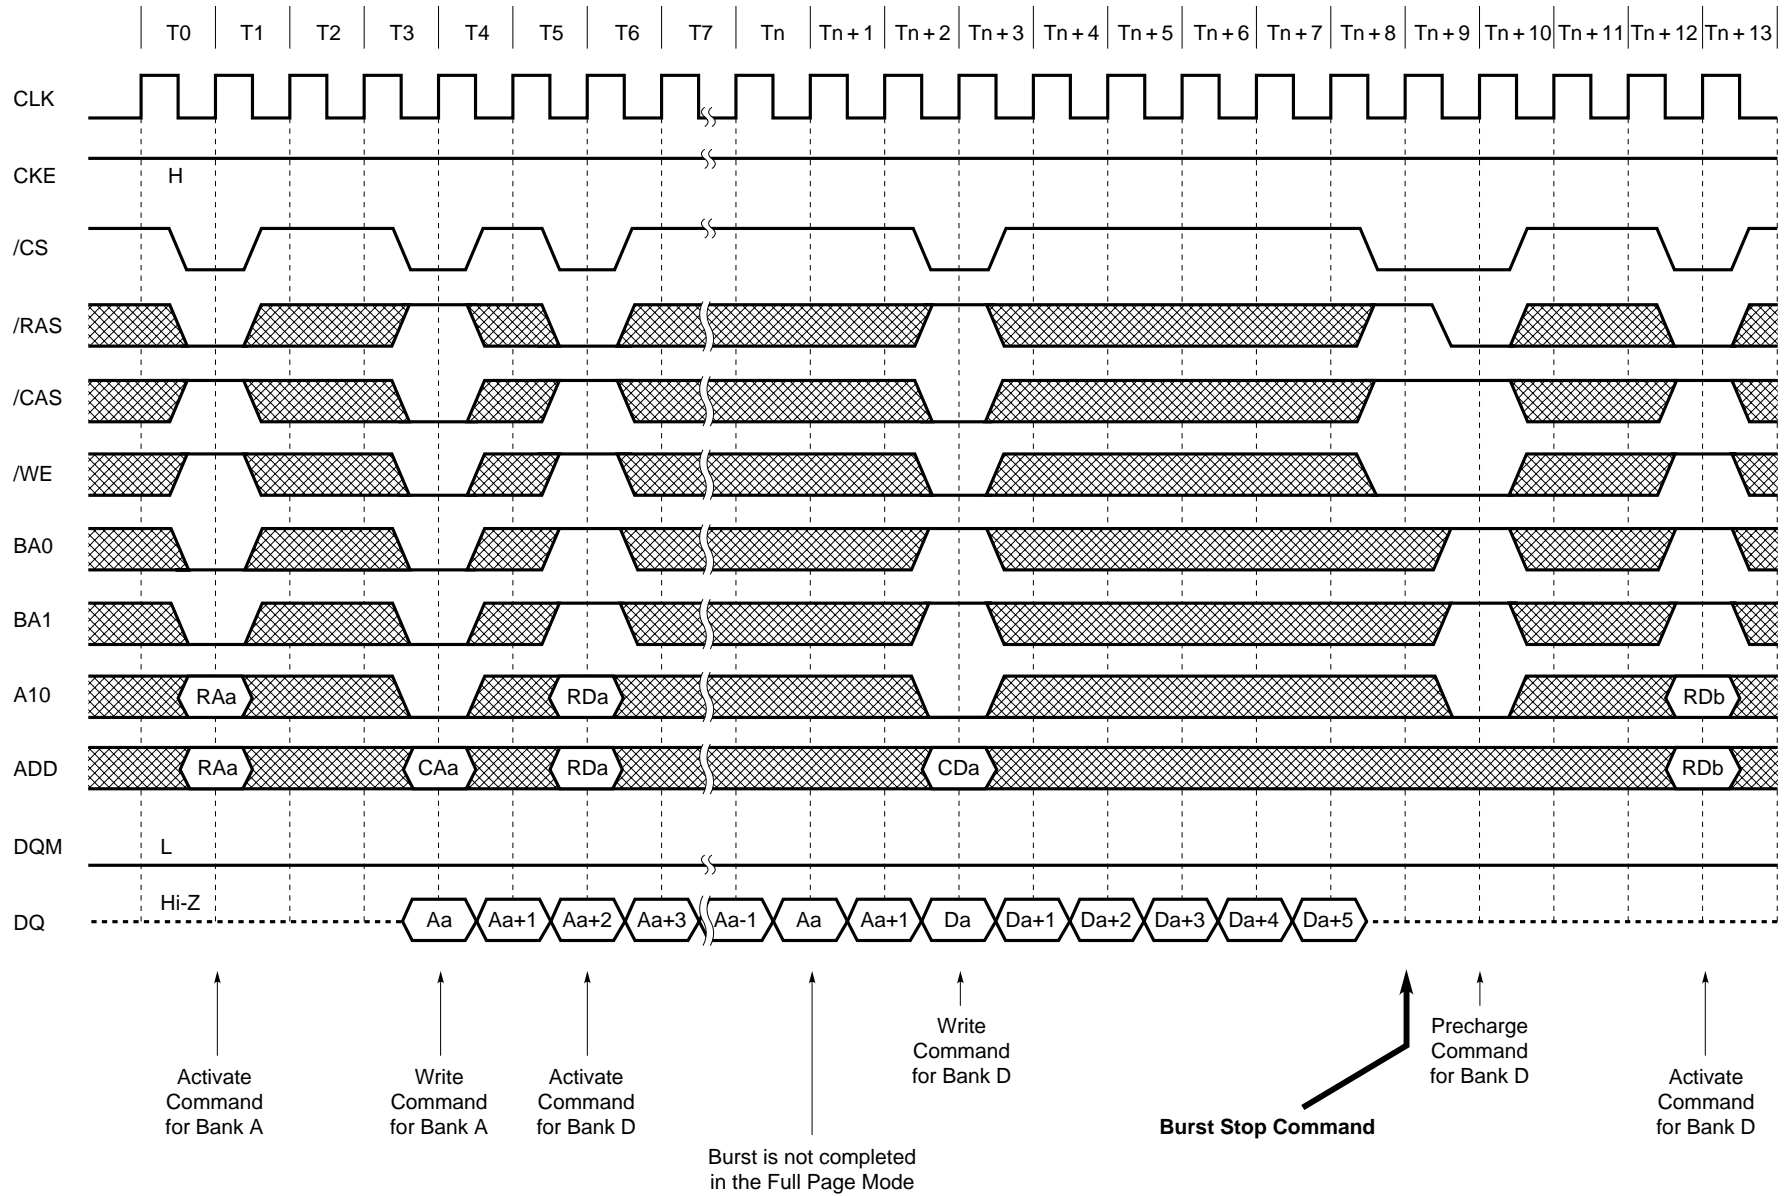 T0 T1 T2 T3 T4 T5 T6 T7 Tn Tn + 1 Tn + 2 Tn + 3 Tn + 4 Tn + 5 Tn + 6 Tn + 7 Tn + 8 Tn + 9 Tn + 10 Tn + 11 Tn + 12 Tn + 13
CLK
CKE H
/CS
/RAS
/CAS
/WE
BA0
BA1
A10 RAa RDa RDb
ADD RAa CAa RDa CDa RDb
DQM L
Hi-Z
DQ Aa Aa+1 Aa+2 Aa+3 Aa-1 Aa Aa+1 Da Da+1 Da+2 Da+3 Da+4 Da+5
Activate
Command
for Bank A
Write
Command
for Bank A
Activate
Command
for Bank D
Burst is not completed
in the Full Page Mode
Write
Command
for Bank D
Burst Stop Command
Precharge
Command
for Bank D
Activate
Command
for Bank D